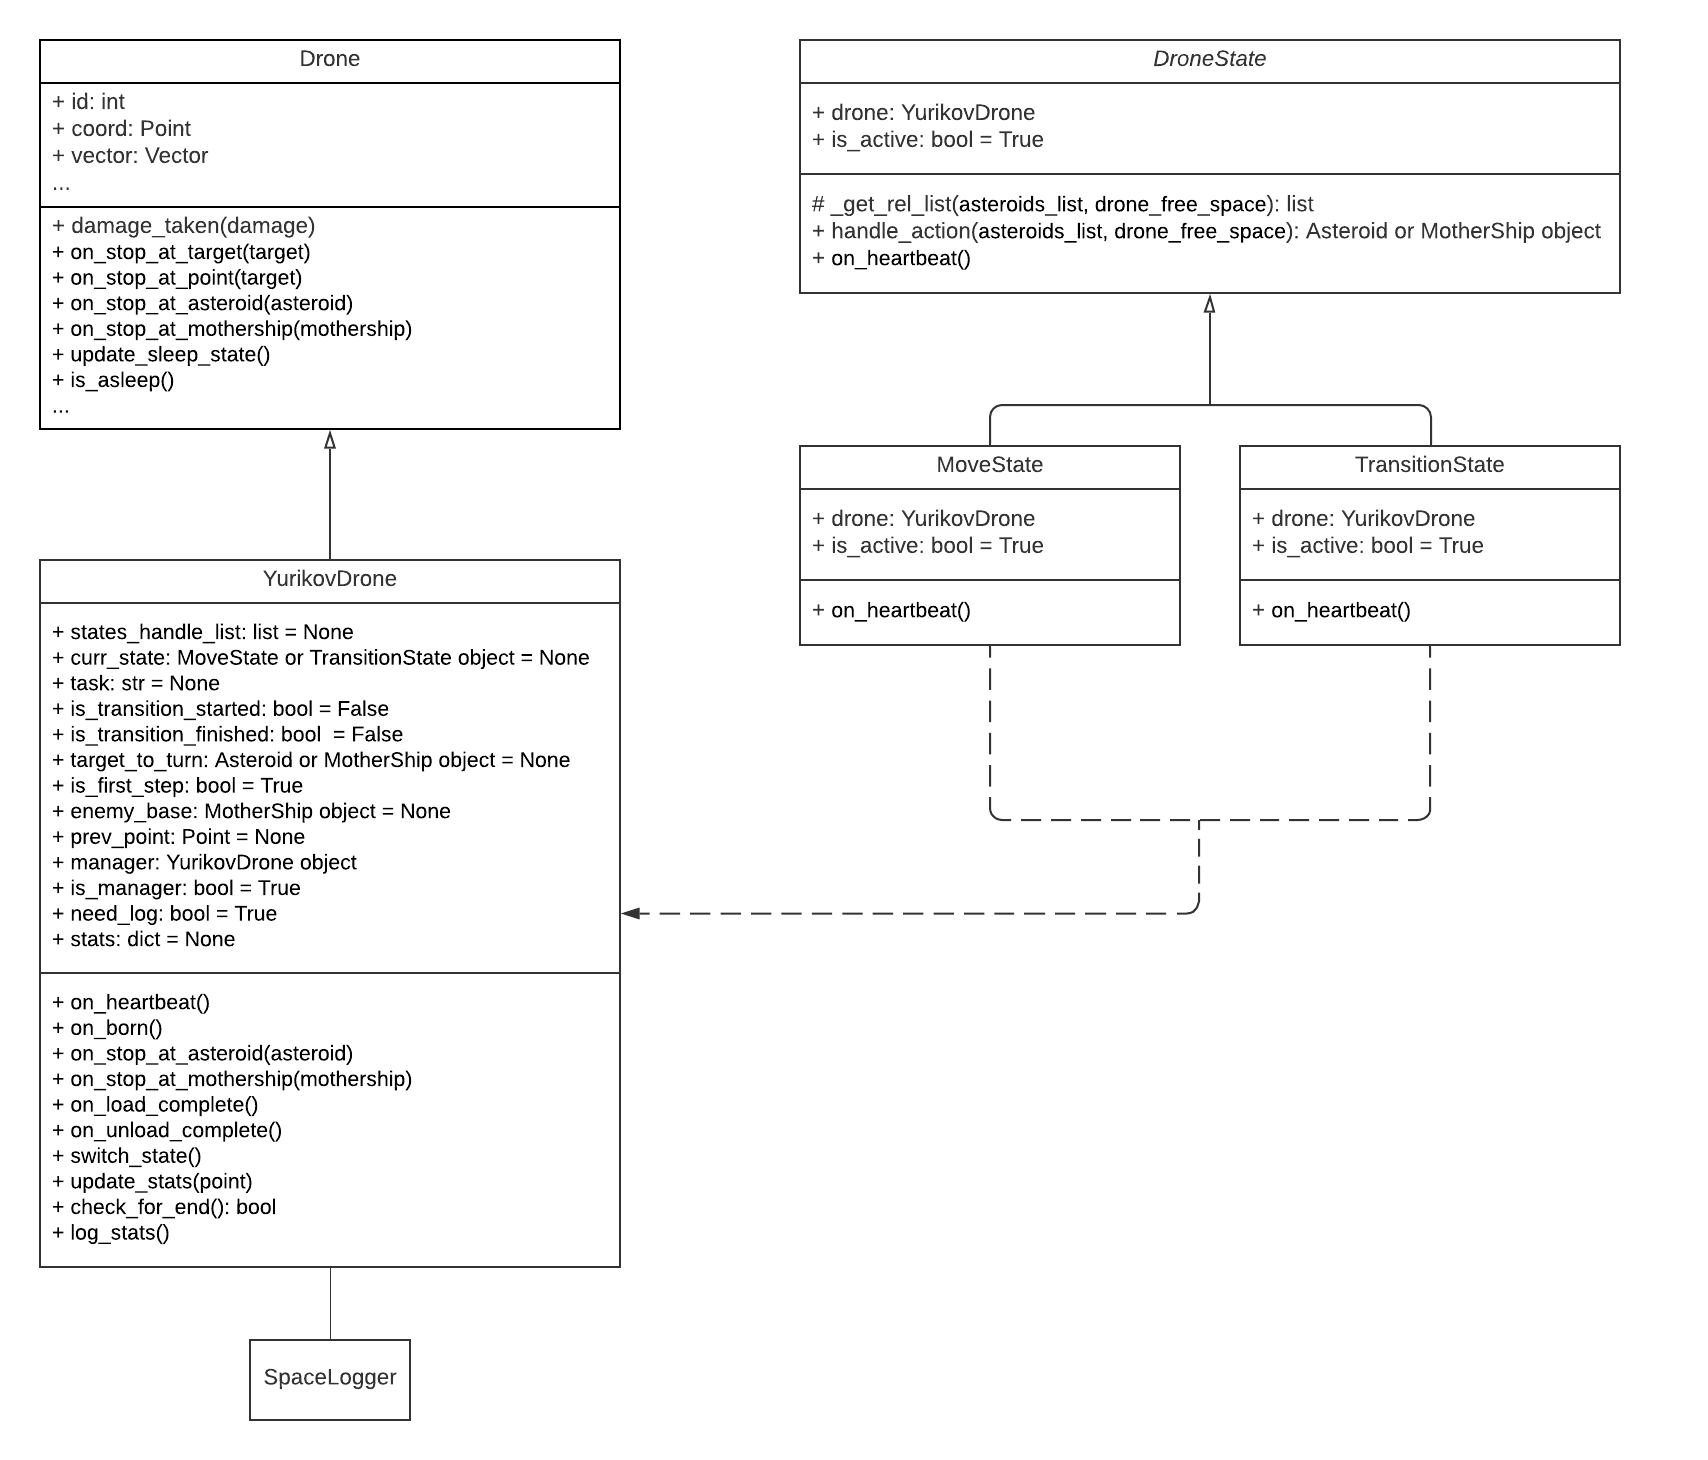 Drone
+ id: int
+ coord: Point
+ vector: Vector
...
+ damage_taken(damage)
+ on_stop_at_target(target)
+ on_stop_at_point(target)
+ on_stop_at_asteroid(asteroid)
+ on_stop_at_mothership(mothership)
+ update_sleep_state()
+ is_asleep()
...
DroneState
+ drone: YurikovDrone
+ is_active: bool = True
# _get_rel_list(asteroids_list, drone_free_space): list
+ handle_action(asteroids_list, drone_free_space): Asteroid or MotherShip object
+ on_heartbeat()
MoveState
+ drone: YurikovDrone
+ is_active: bool = True
+ on_heartbeat()
TransitionState
+ drone: YurikovDrone
+ is_active: bool = True
+ on_heartbeat()
YurikovDrone
+ states_handle_list: list = None
+ curr_state: MoveState or TransitionState object = None
+ task: str = None
+ is_transition_started: bool = False
+ is_transition_finished: bool  = False
+ target_to_turn: Asteroid or MotherShip object = None
+ is_first_step: bool = True
+ enemy_base: MotherShip object = None
+ prev_point: Point = None
+ manager: YurikovDrone object
+ is_manager: bool = True
+ need_log: bool = True
+ stats: dict = None
+ on_heartbeat()
+ on_born()
+ on_stop_at_asteroid(asteroid)
+ on_stop_at_mothership(mothership)
+ on_load_complete()
+ on_unload_complete()
+ switch_state()
+ update_stats(point)
+ check_for_end(): bool
+ log_stats()
SpaceLogger